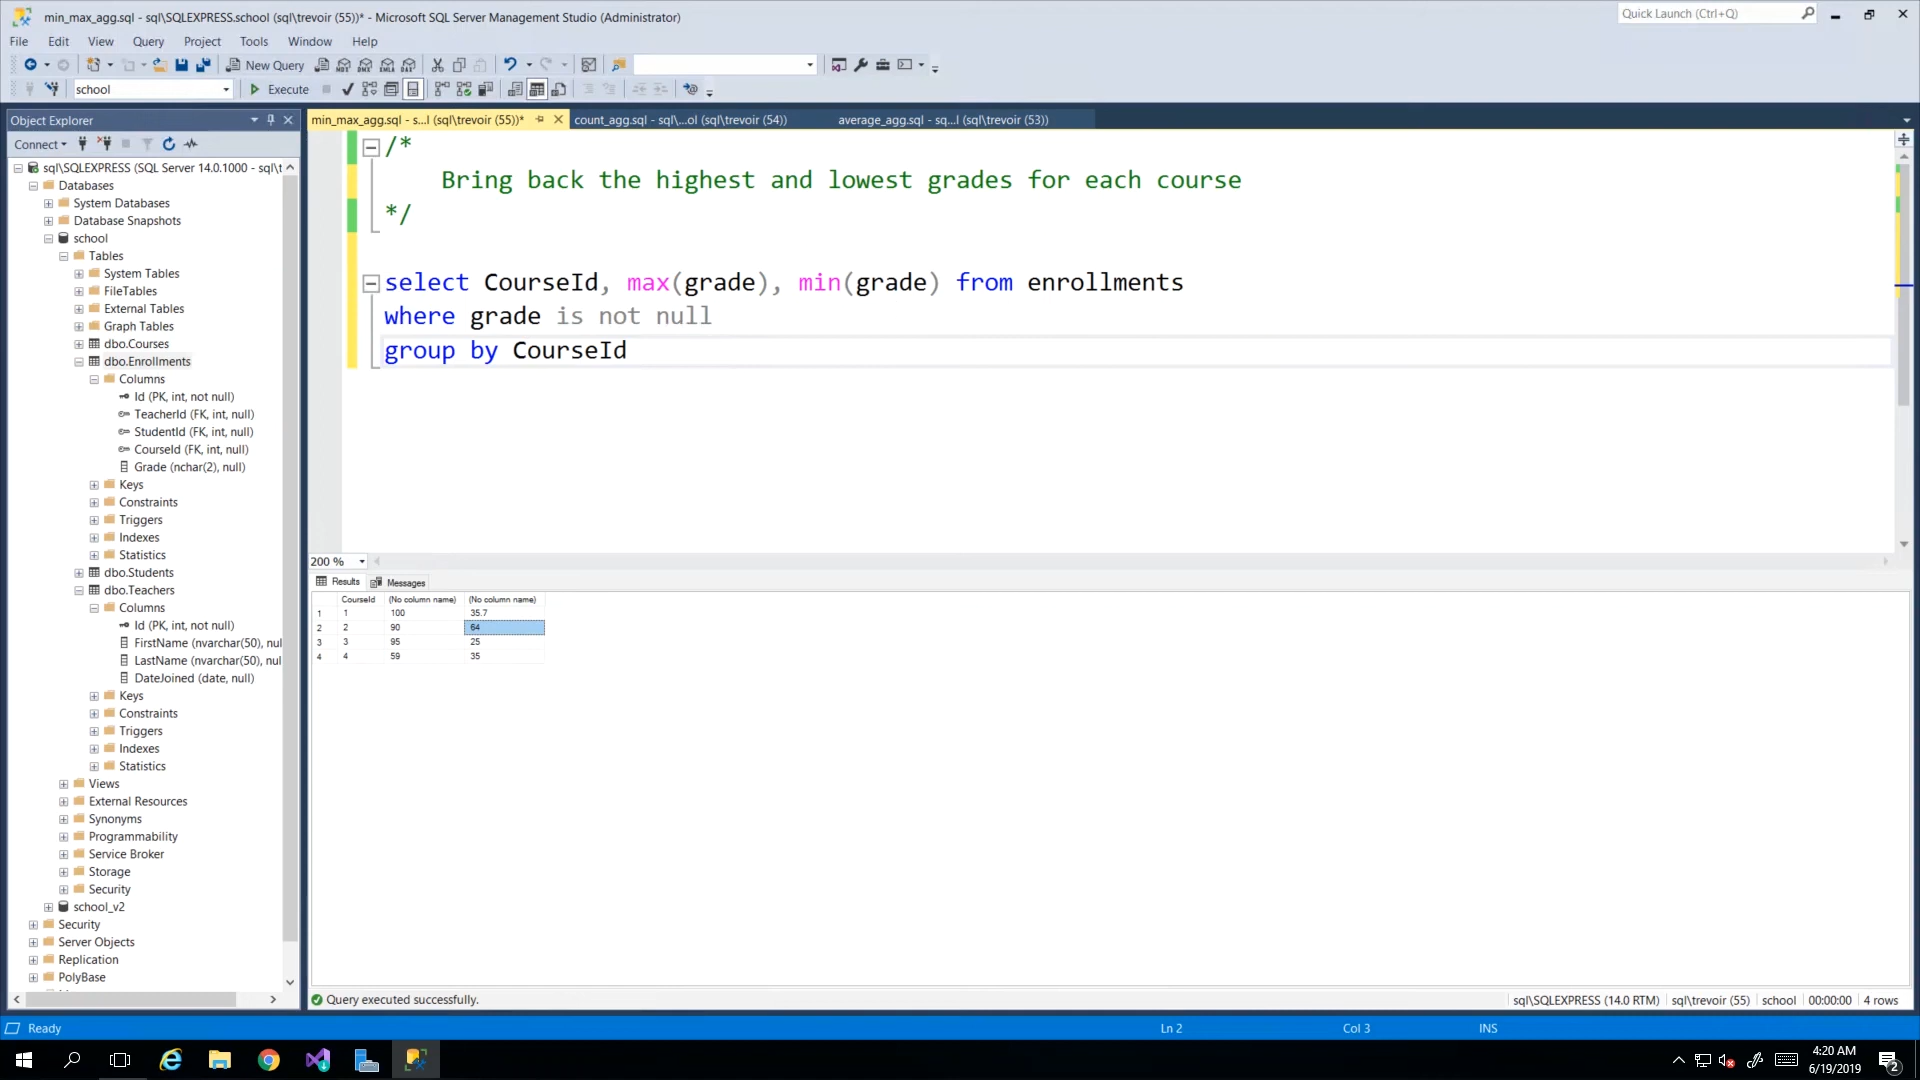 min_max_agg.sql - sql\SQLEXPRESS.school (sql\trevoir (55))* - Microsoft SQL Server Management Studio (Administrator)
Quick Launch (Ctrl+Q)
File Edit View Query Project Tools Window Help
New Query
school
Execute
Object Explorer
min_max_agg.sql - s...l (sql\trevoir (55))*
count_agg.sql - sql\...ol (sql\trevoir (54))
average_agg.sql - sq...l (sql\trevoir (53))
Connect
sql\SQLEXPRESS (SQL Server 14.0.1000 - sql\t
Databases
System Databases
Database Snapshots
school
Tables
System Tables
FileTables
External Tables
Graph Tables
dbo.Courses
dbo.Enrollments
Columns
Id (PK, int, not null)
TeacherId (FK, int, null)
StudentId (FK, int, null)
CourseId (FK, int, null)
Grade (nchar(2), null)
Keys
Constraints
Triggers
Indexes
Statistics
dbo.Students
dbo.Teachers
Columns
Id (PK, int, not null)
FirstName (nvarchar(50), nul
LastName (nvarchar(50), nul
DateJoined (date, null)
Keys
Constraints
Triggers
Indexes
Statistics
Views
External Resources
Synonyms
Programmability
Service Broker
Storage
Security
school_v2
Security
Server Objects
Replication
PolyBase
/*
Bring back the highest and lowest grades for each course
*/
select CourseId, max(grade), min(grade) from enrollments
where grade is not null
group by CourseId
200 %
Results Messages
CourseId (No column name) (No column name)
1 1 100 35.7
2 2 90 64
3 3 95 25
4 4 59 35
Query executed successfully.
sql\SQLEXPRESS (14.0 RTM) sql\trevoir (55) school 00:00:00 4 rows
Ready
Ln 2
Col 3
INS
4:20 AM
6/19/2019
2